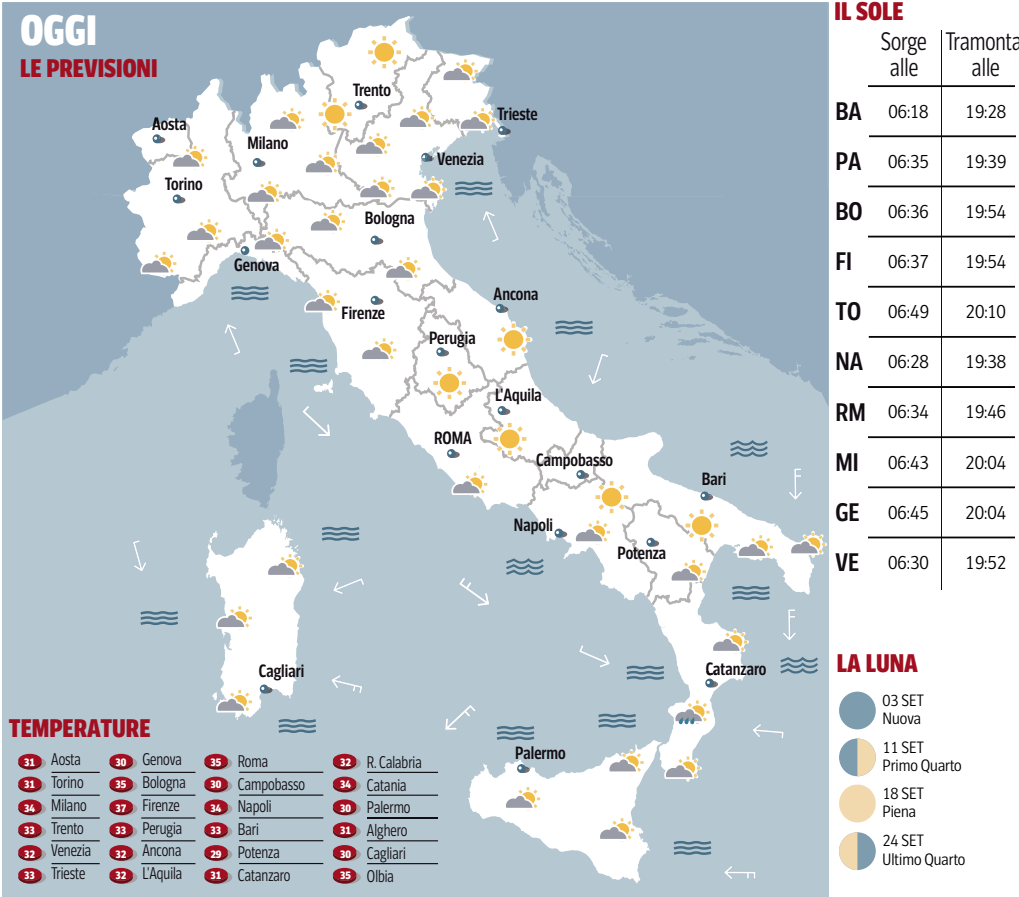 OGGI
LE PREVISIONI
Trento
Trieste
Aosta
Milano
Venezia
Torino
Bologna
Genova
Ancona
Firenze
Perugia
L'Aquila
ROMA
Campobasso
Bari
Napoli
Potenza
Cagliari
Catanzaro
Palermo
TEMPERATURE
31 Aosta
31 Torino
34 Milano
33 Trento
32 Venezia
33 Trieste
30 Genova
35 Bologna
37 Firenze
33 Perugia
32 Ancona
32 L'Aquila
35 Roma
30 Campobasso
34 Napoli
33 Bari
29 Potenza
31 Catanzaro
32 R. Calabria
34 Catania
30 Palermo
31 Alghero
30 Cagliari
35 Olbia
IL SOLE
Sorge Tramonta
alle alle
BA 06:18 19:28
PA 06:35 19:39
BO 06:36 19:54
FI 06:37 19:54
TO 06:49 20:10
NA 06:28 19:38
RM 06:34 19:46
MI 06:43 20:04
GE 06:45 20:04
VE 06:30 19:52
LA LUNA
03 SET
Nuova
11 SET
Primo Quarto
18 SET
Piena
24 SET
Ultimo Quarto